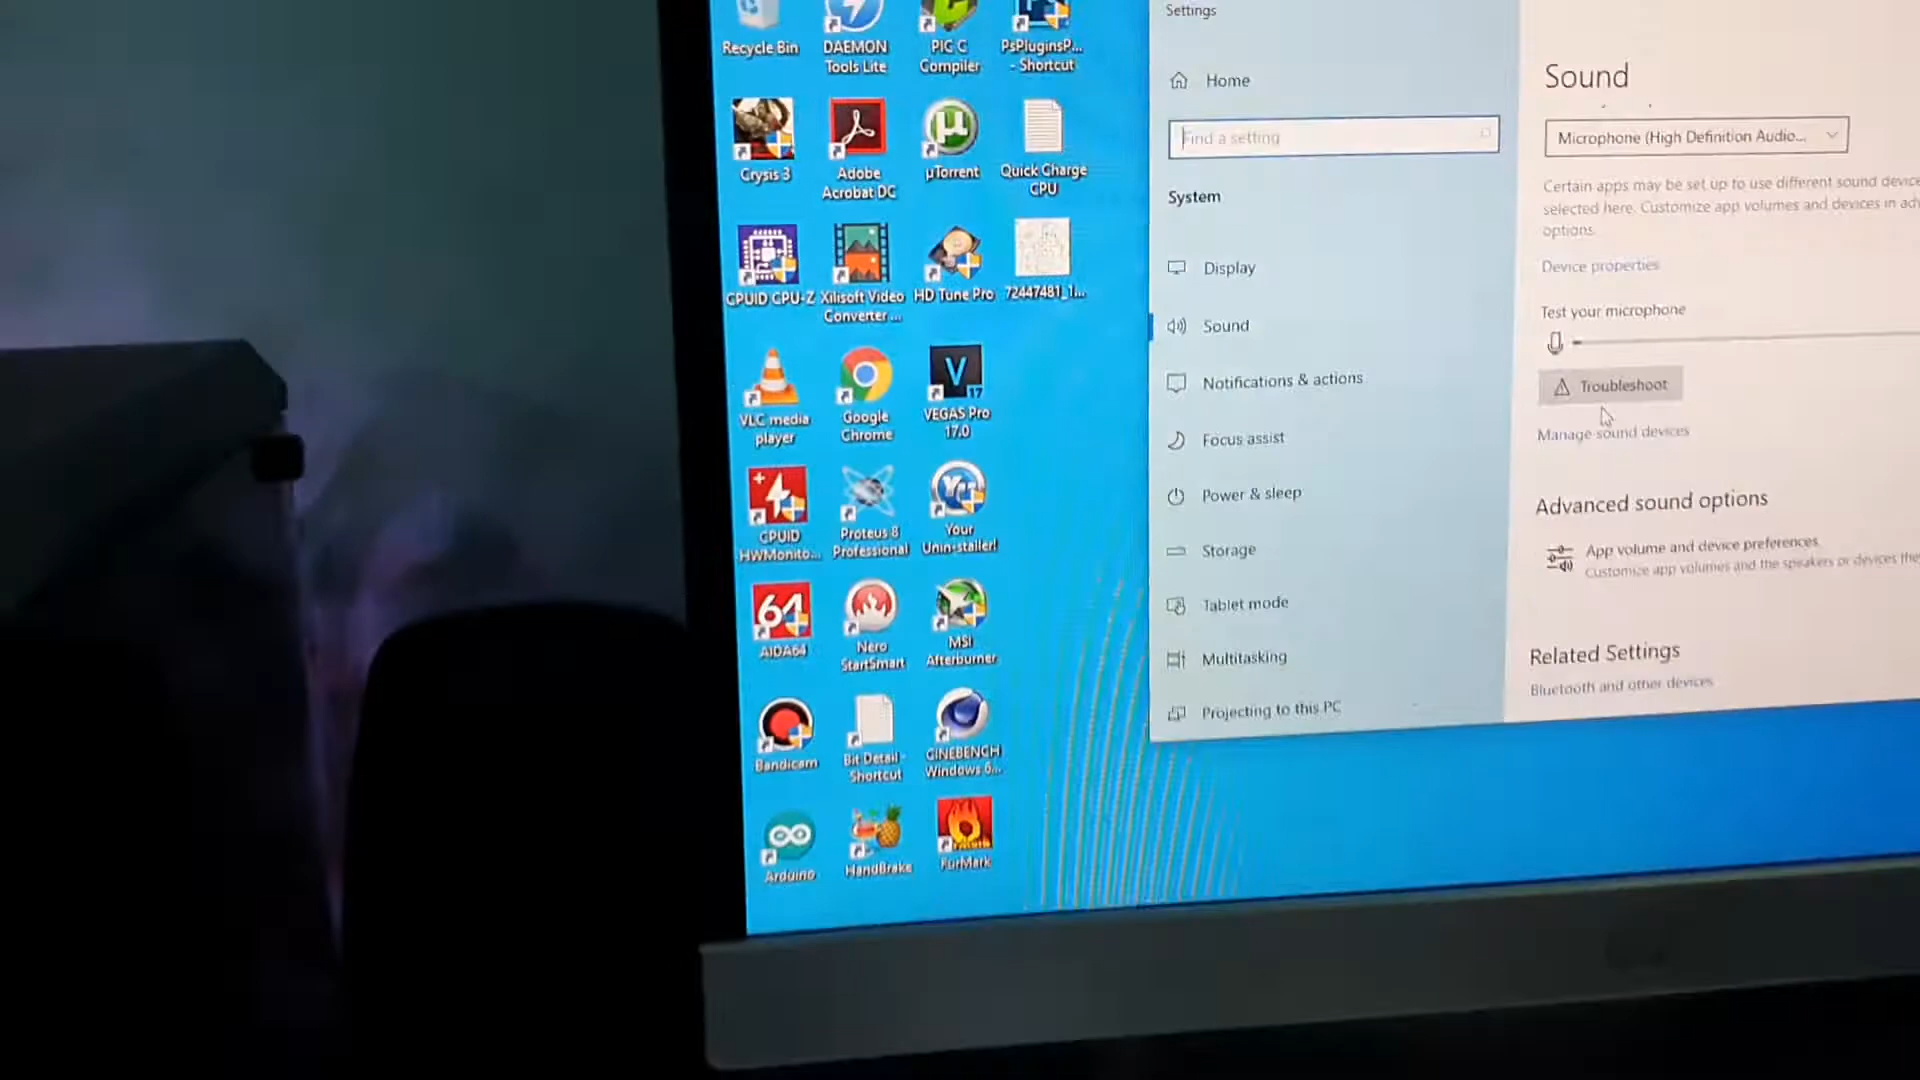 Recycle Bin
DAEMON
Tools Lite
PIC C
Compiler
PsPluginsP...
- Shortcut
Crysis 3
Adobe
Acrobat DC
µTorrent
Quick Charge
CPU
CPUID CPU-Z
Xilisoft Video
Converter ...
HD Tune Pro
72447481_1...
VLC media
player
Google
Chrome
V
17
VEGAS Pro
17.0
CPUID
HWMonito...
Proteus 8
Professional
Your
Unin-staller!
64
AIDA64
Nero
StartSmart
MSI
Afterburner
Bandicam
Bit Detail -
Shortcut
CINEBENCH
Windows 6...
Arduino
HandBrake
FurMark
Settings
Home
Find a setting
System
Display
Sound
Notifications & actions
Focus assist
Power & sleep
Storage
Tablet mode
Multitasking
Projecting to this PC
Sound
Microphone (High Definition Audio...
Certain apps may be set up to use different sound device
selected here. Customize app volumes and devices in ad
options.
Device properties
Test your microphone
Troubleshoot
Manage sound devices
Advanced sound options
App volume and device preferences
Customize app volumes and the speakers or devices the
Related Settings
Bluetooth and other devices